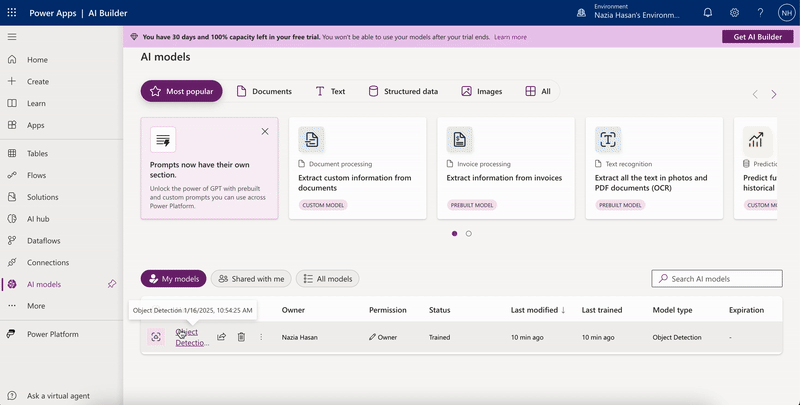 Power Apps | AI Builder
Environment
Nazia Hasan's Environm...
NH
You have 30 days and 100% capacity left in your free trial. You won't be able to use your models after your trial ends. Learn more
Get AI Builder
Home
Create
Learn
Apps
Tables
Flows
Solutions
AI hub
Dataflows
Connections
AI models
More
Power Platform
Ask a virtual agent
AI models
Most popular
Documents
Text
Structured data
Images
All
Prompts now have their own
section.
Unlock the power of GPT with prebuilt
and custom prompts you can use across
Power Platform.
Document processing
Extract custom information from
documents
CUSTOM MODEL
Invoice processing
Extract information from invoices
PREBUILT MODEL
Text recognition
Extract all the text in photos and
PDF documents (OCR)
PREBUILT MODEL
Predictio
Predict fu
historical
CUSTOM M
My models
Shared with me
All models
Search AI models
Object Detection 1/16/2025, 10:54:25 AM
Owner
Permission
Status
Last modified ↓
Last trained
Model type
Expiration
Object
Detectio...
Nazia Hasan
Owner
Trained
10 min ago
10 min ago
Object Detection
-